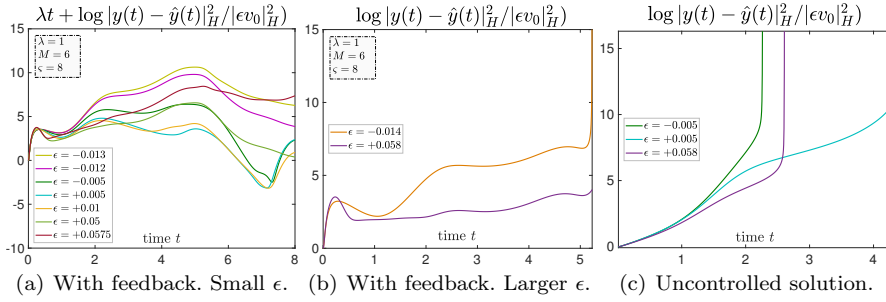 λt + log |y(t) − ŷ(t)|²_H/|ϵv₀|²_H
15
10
5
0
-5
-10
0
2
4
6
8
λ = 1
M = 6
ς = 8
ϵ = −0.013
ϵ = −0.012
ϵ = −0.005
ϵ = +0.005
ϵ = +0.01
ϵ = +0.05
ϵ = +0.0575
time t
(a) With feedback. Small ϵ.
log |y(t) − ŷ(t)|²_H/|ϵv₀|²_H
15
10
5
0
0
1
2
3
4
5
λ = 1
M = 6
ς = 8
ϵ = −0.014
ϵ = +0.058
time t
(b) With feedback. Larger ϵ.
log |y(t) − ŷ(t)|²_H/|ϵv₀|²_H
15
10
5
0
0
1
2
3
4
ϵ = −0.005
ϵ = +0.005
ϵ = +0.058
time t
(c) Uncontrolled solution.